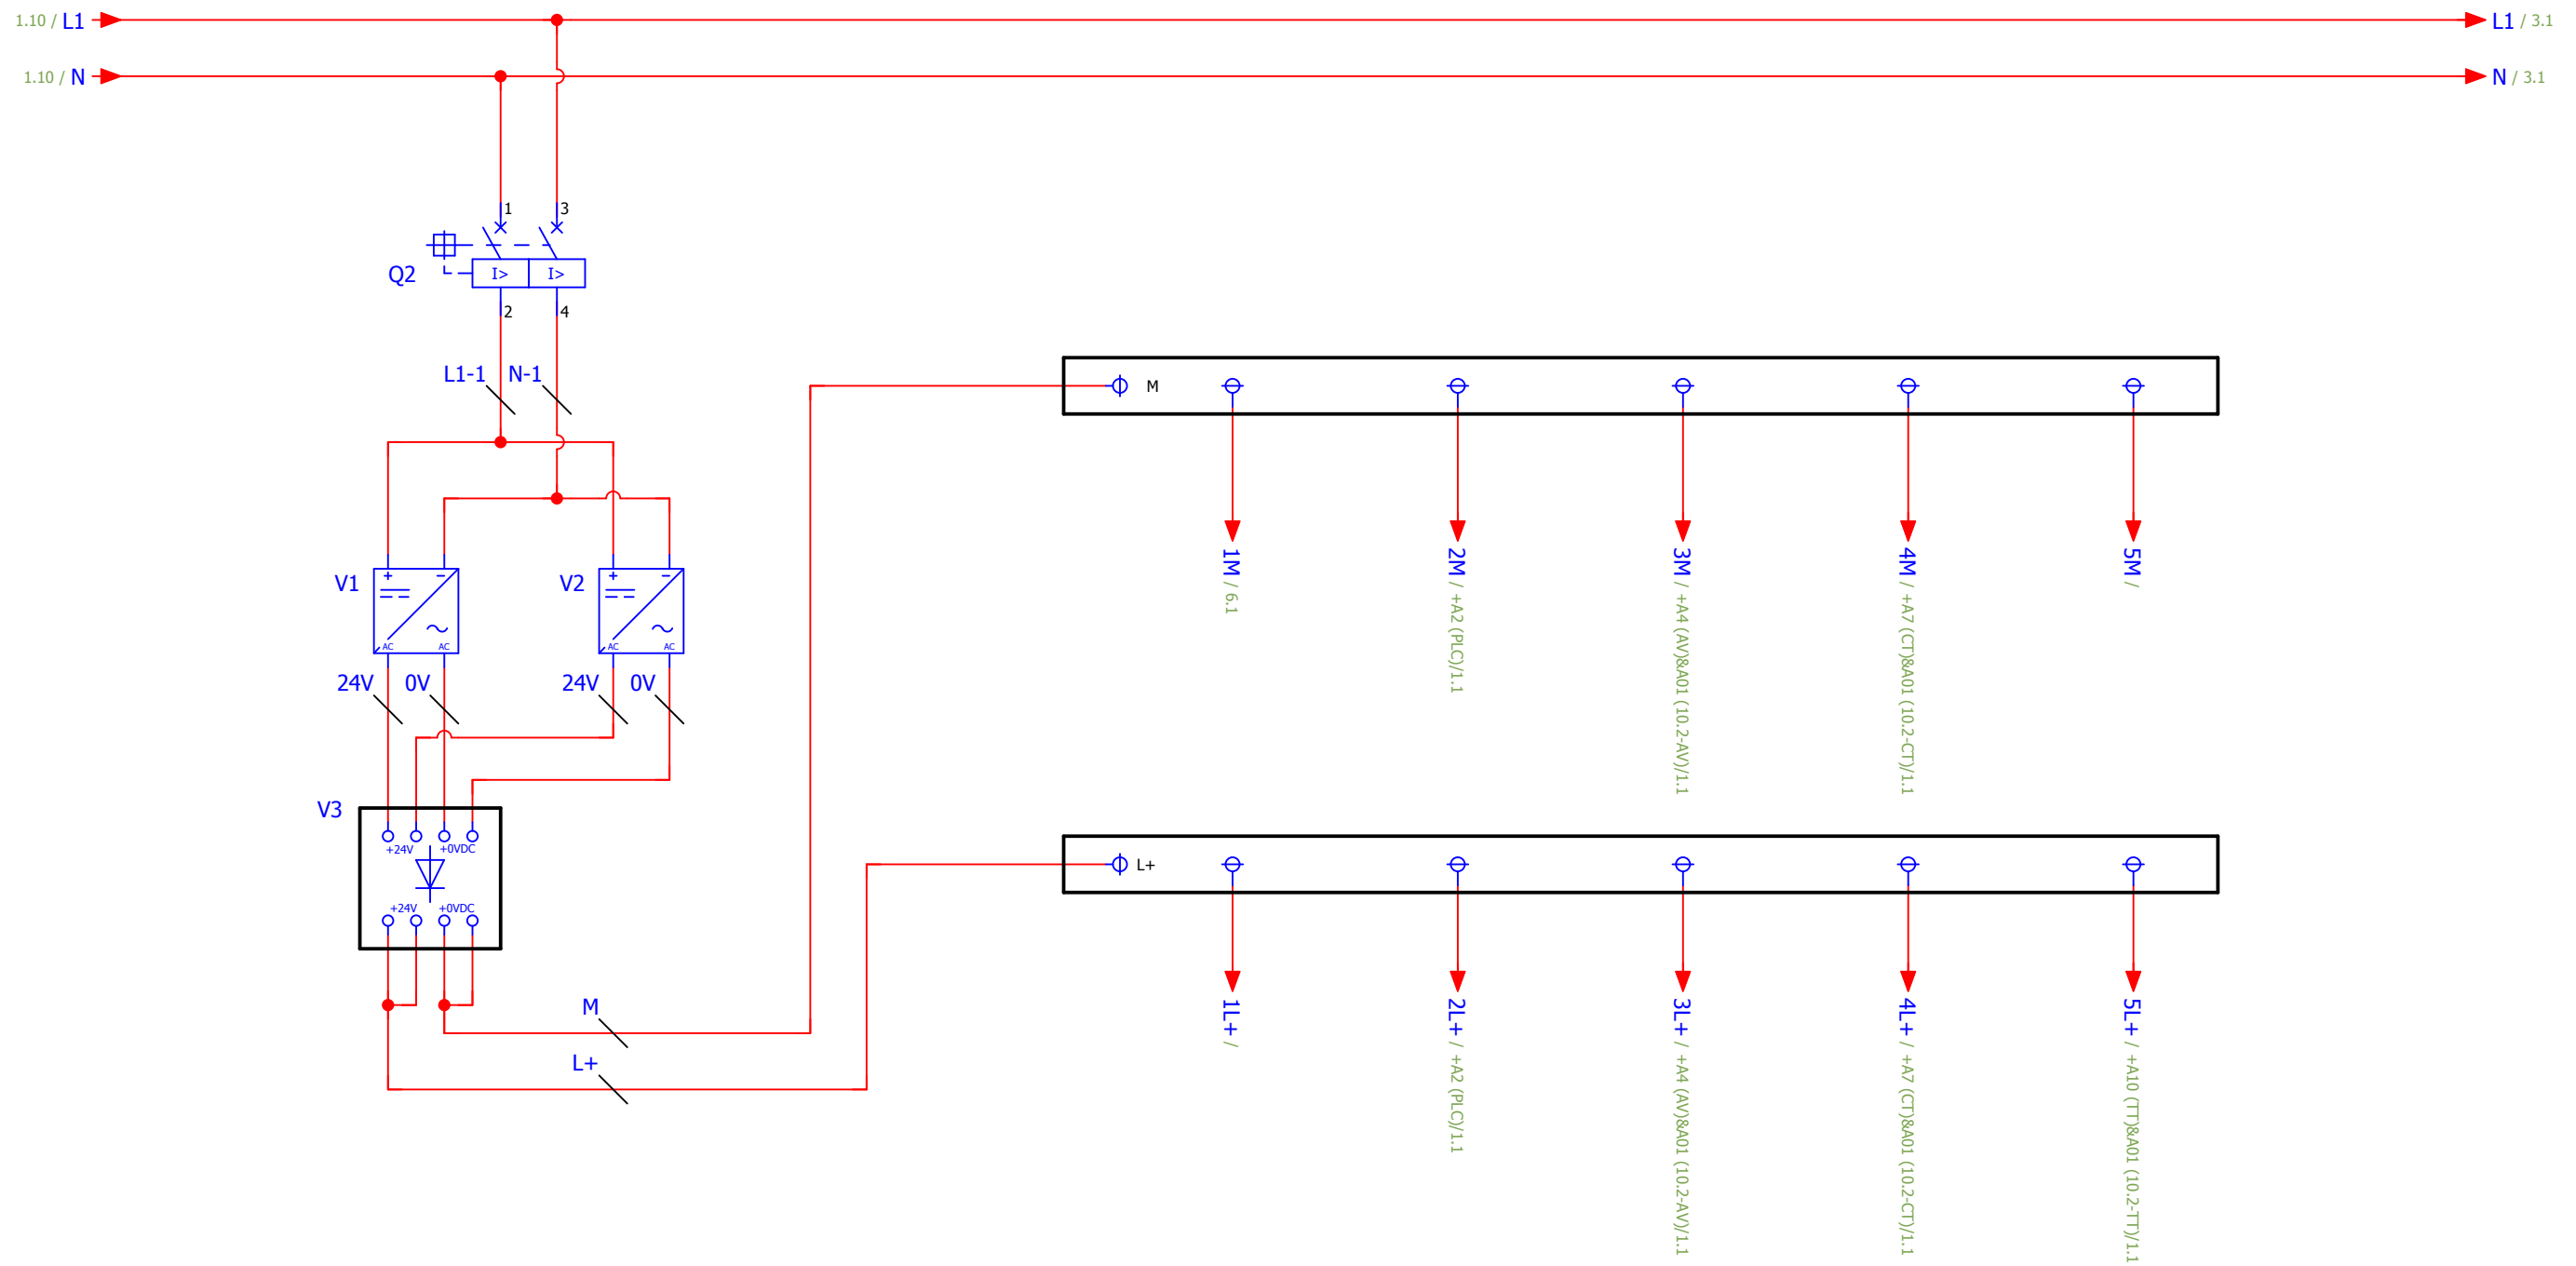 1.10 / L1
L1 / 3.1
1.10 / N
N / 3.1
1
3
Q2
I>
I>
2
4
L1-1
N-1
M
1M / 6.1
2M / +A2 (PLC)/1.1
3M / +A4 (AV)&A01 (10.2-AV)/1.1
4M / +A7 (CT)&A01 (10.2-CT)/1.1
5M /
V1
+
−
AC
AC
V2
+
−
AC
AC
24V
0V
24V
0V
V3
+24V
+0VDC
+24V
+0VDC
L+
1L+ /
2L+ / +A2 (PLC)/1.1
3L+ / +A4 (AV)&A01 (10.2-AV)/1.1
4L+ / +A7 (CT)&A01 (10.2-CT)/1.1
5L+ / +A10 (TT)&A01 (10.2-TT)/1.1
M
L+